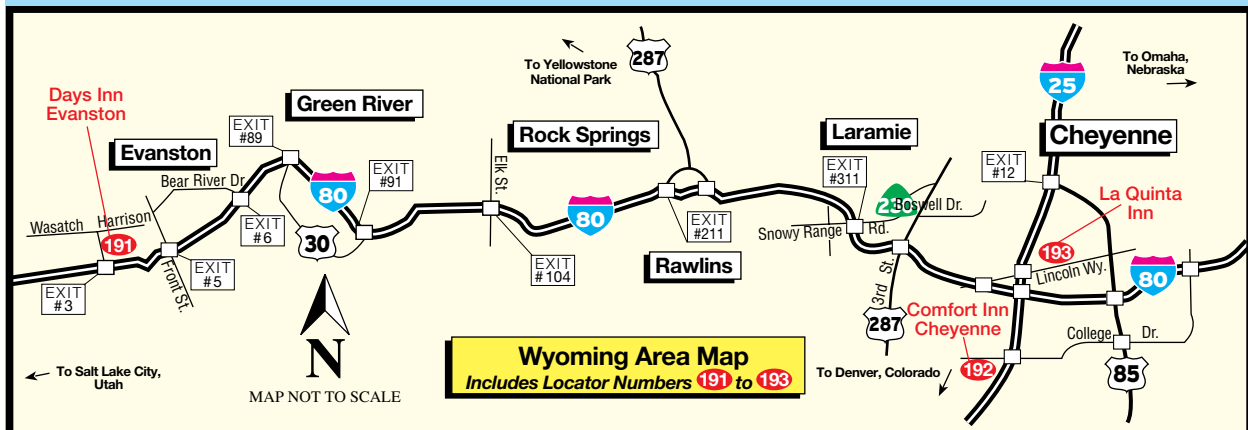 To Yellowstone
National Park
287
25
To Omaha,
Nebraska
Days Inn
Evanston
Green River
EXIT
#89
Evanston
Rock Springs
Laramie
Cheyenne
EXIT
#311
EXIT
#12
Bear River Dr.
80
EXIT
#91
Elk St.
La Quinta
Inn
Wasatch
Harrison
191
EXIT
#6
30
80
EXIT
#211
Boswell Dr.
Snowy Range Rd.
193
Lincoln Wy.
80
EXIT
#3
EXIT
#5
Front St.
EXIT
#104
Rawlins
3rd St.
287
Comfort Inn
Cheyenne
College Dr.
192
85
N
MAP NOT TO SCALE
To Salt Lake City,
Utah
Wyoming Area Map
Includes Locator Numbers 191 to 193
To Denver, Colorado